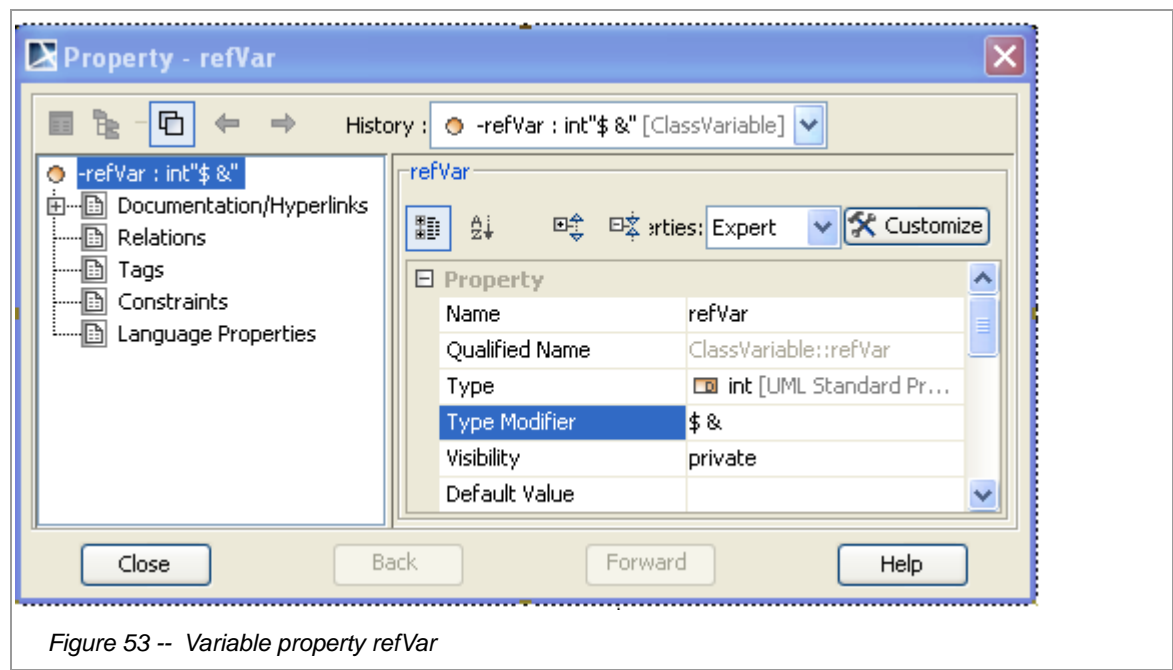 Property - refVar
History : -refVar : int"$ &" [ClassVariable]
-refVar : int"$ &"
Documentation/Hyperlinks
Relations
Tags
Constraints
Language Properties
refVar
erties: Expert Customize
Property
Name refVar
Qualified Name ClassVariable::refVar
Type int [UML Standard Pr...
Type Modifier $ &
Visibility private
Default Value
Close Back Forward Help
Figure 53 -- Variable property refVar